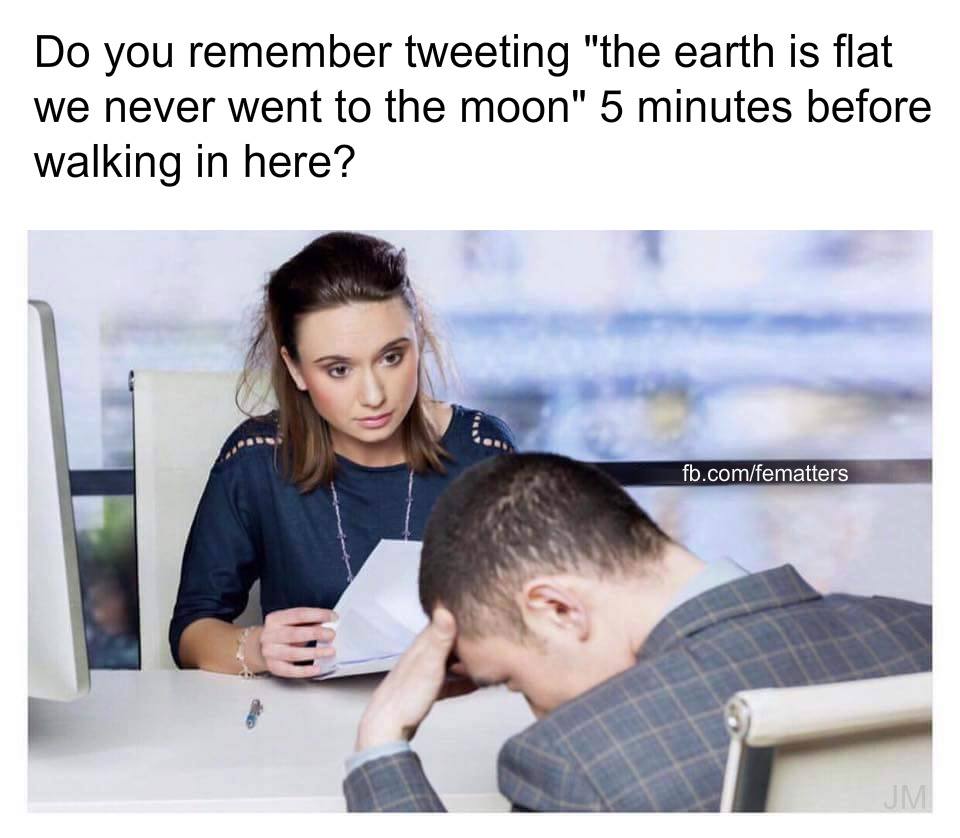 Do you remember tweeting "the earth is flat
we never went to the moon" 5 minutes before
walking in here?
fb.com/fematters
JM